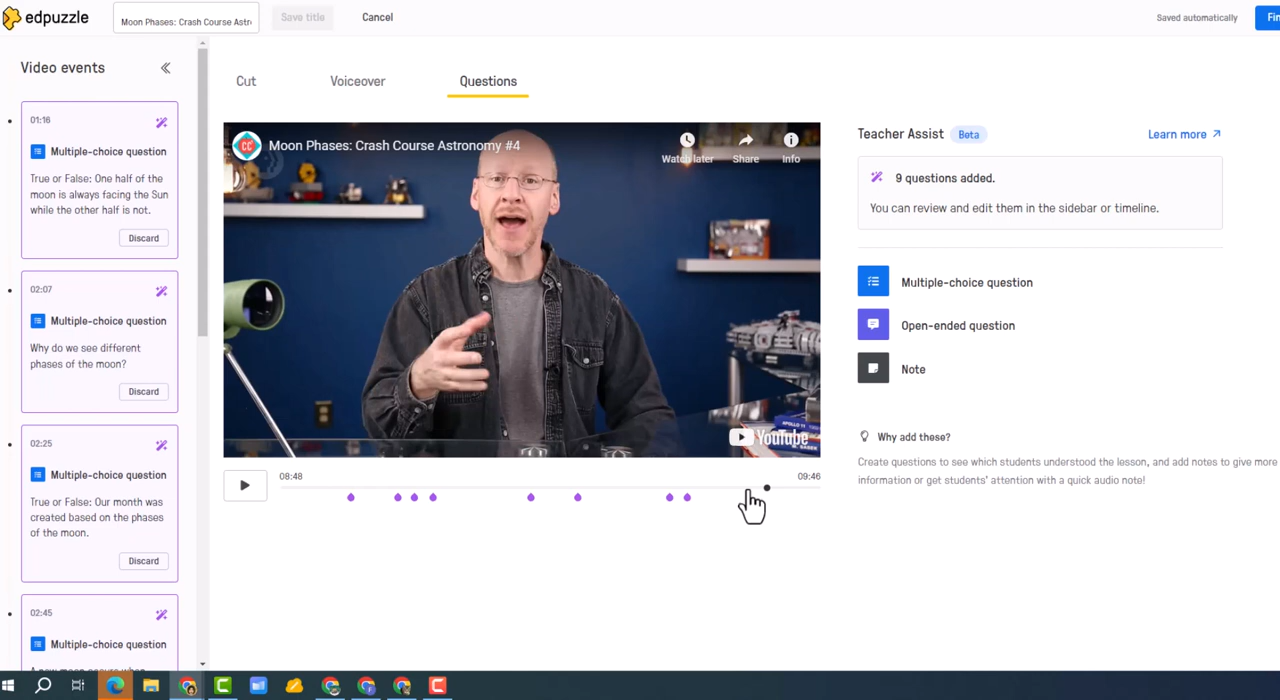 edpuzzle
Moon Phases: Crash Course Astr
Save title
Cancel
Saved automatically
Video events
01:16
Multiple-choice question
True or False: One half of the
moon is always facing the Sun
while the other half is not.
Discard
02:07
Multiple-choice question
Why do we see different
phases of the moon?
Discard
02:25
Multiple-choice question
True or False: Our month was
created based on the phases
of the moon.
Discard
02:45
Multiple-choice question
Cut
Voiceover
Questions
CC
Moon Phases: Crash Course Astronomy #4
Watch later
Share
Info
YouTube
08:48
09:46
Teacher Assist
Beta
Learn more
9 questions added.
You can review and edit them in the sidebar or timeline.
Multiple-choice question
Open-ended question
Note
Why add these?
Create questions to see which students understood the lesson, and add notes to give more
information or get students' attention with a quick audio note!